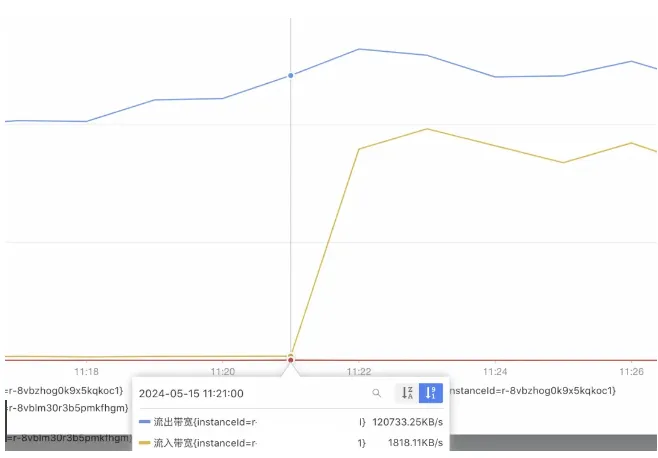 11:18 11:20 11:22 11:24 11:26
=r-8vbzhog0k9x5kqkoc1} nstanceId=r-8vbzhog0k9x5kqkoc1}
=r-8vblm30r3b5pmkfhgm}
2024-05-15 11:21:00
流出带宽{instanceId=r- l} 120733.25KB/s
=r-8vblm30r3b5pmkfhgm}
流入带宽{instanceId=r- 1} 1818.11KB/s